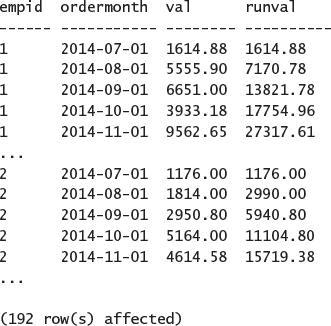 empid  ordermonth  val     runval
------ ----------- ------- ----------
1      2014-07-01  1614.88 1614.88
1      2014-08-01  5555.90 7170.78
1      2014-09-01  6651.00 13821.78
1      2014-10-01  3933.18 17754.96
1      2014-11-01  9562.65 27317.61
...
2      2014-07-01  1176.00 1176.00
2      2014-08-01  1814.00 2990.00
2      2014-09-01  2950.80 5940.80
2      2014-10-01  5164.00 11104.80
2      2014-11-01  4614.58 15719.38
...
(192 row(s) affected)